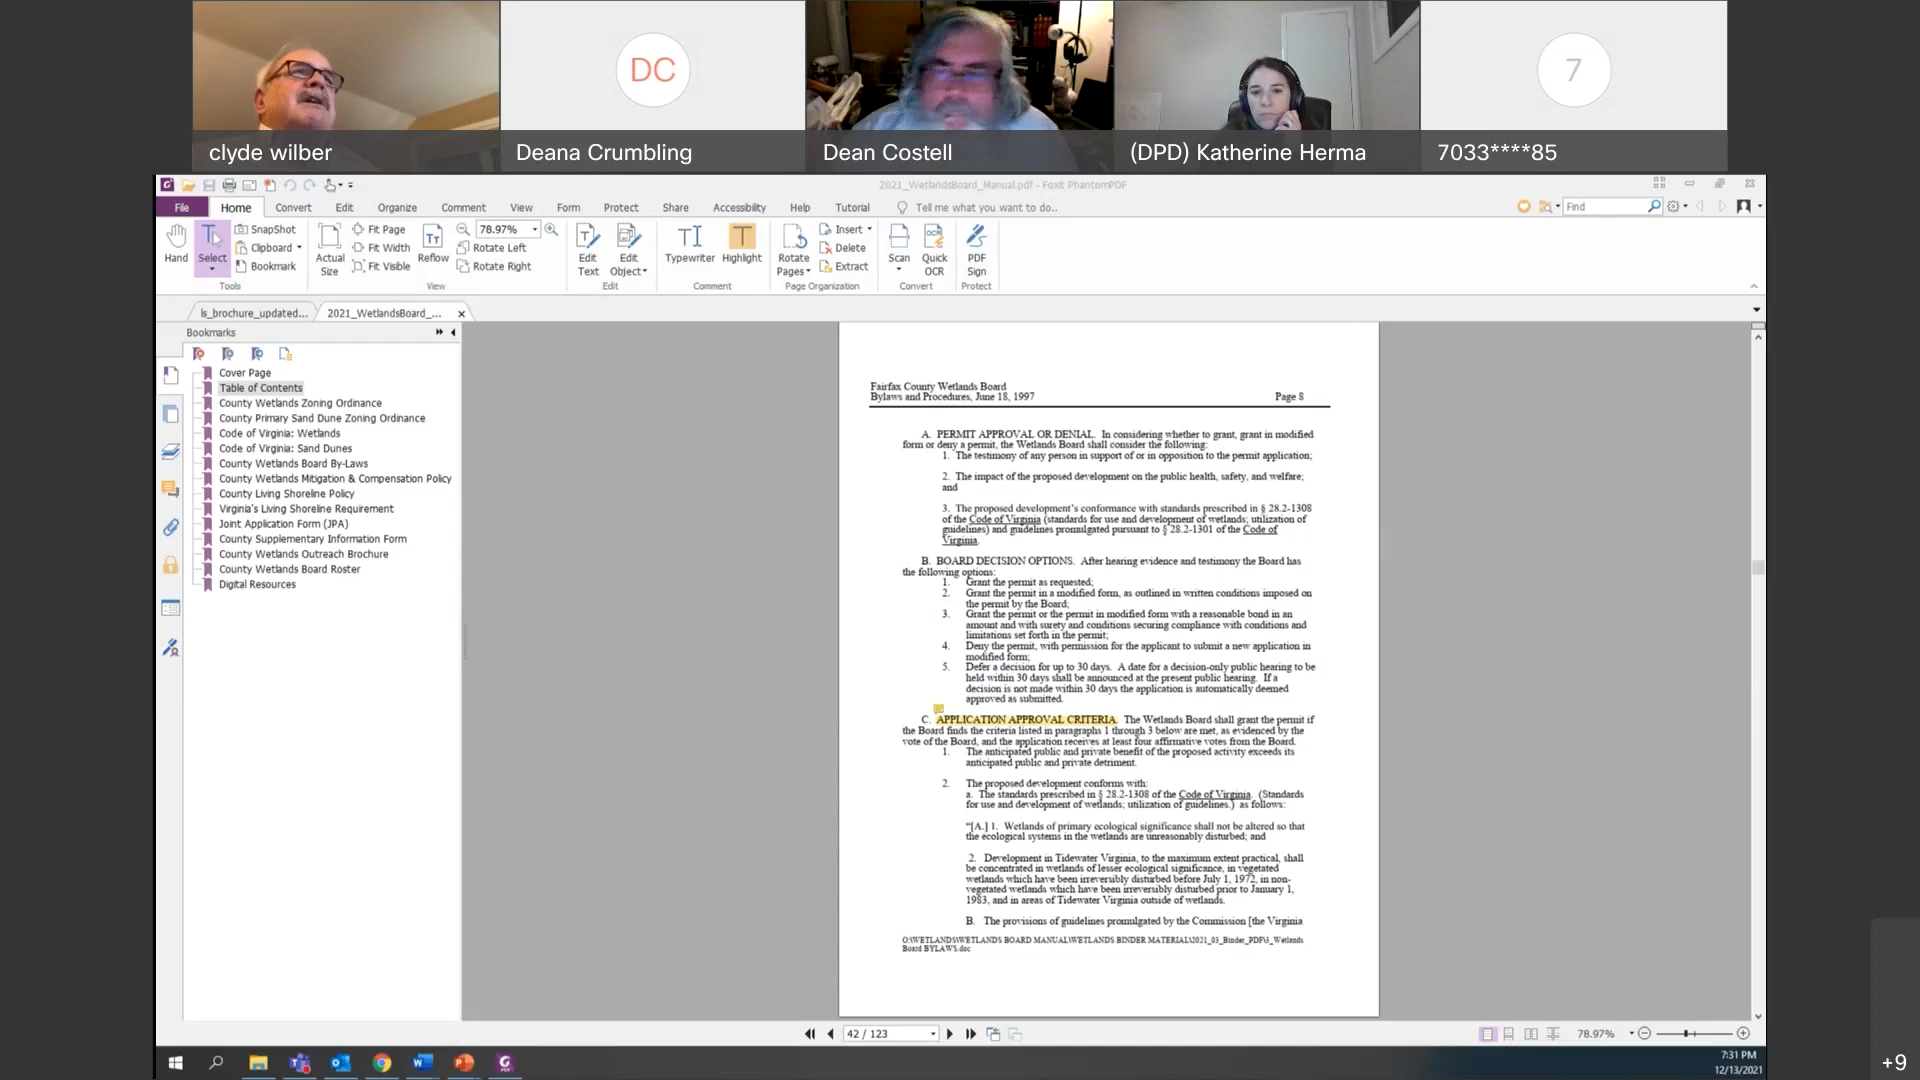 DC
7
clyde wilber
Deana Crumbling
Dean Costell
(DPD) Katherine Herma
7033****85
2021_WetlandsBoard_Manual.pdf - Foxit PhantomPDF
File
Home
Convert
Edit
Organize
Comment
View
Form
Protect
Share
Accessibility
Help
Tutorial
Tell me what you want to do..
Find
Hand
Select
SnapShot
Clipboard
Bookmark
Tools
Actual Size
Fit Page
Fit Width
Fit Visible
Reflow
78.97%
Rotate Left
Rotate Right
View
Edit Text
Edit Object
Edit
Typewriter
Highlight
Comment
Rotate Pages
Insert
Delete
Extract
Page Organization
Scan
Quick OCR
Convert
PDF Sign
Protect
ls_brochure_updated...
2021_WetlandsBoard_...
Bookmarks
Cover Page
Table of Contents
County Wetlands Zoning Ordinance
County Primary Sand Dune Zoning Ordinance
Code of Virginia: Wetlands
Code of Virginia: Sand Dunes
County Wetlands Board By-Laws
County Wetlands Mitigation & Compensation Policy
County Living Shoreline Policy
Virginia's Living Shoreline Requirement
Joint Application Form (JPA)
County Supplementary Information Form
County Wetlands Outreach Brochure
County Wetlands Board Roster
Digital Resources
Fairfax County Wetlands Board
Bylaws and Procedures, June 18, 1997 Page 8
A. PERMIT APPROVAL OR DENIAL. In considering whether to grant, grant in modified
form or deny a permit, the Wetlands Board shall consider the following:
1. The testimony of any person in support of or in opposition to the permit application;
2. The impact of the proposed development on the public health, safety, and welfare;
and
3. The proposed development's conformance with standards prescribed in § 28.2-1308
of the Code of Virginia (standards for use and development of wetlands; utilization of
guidelines) and guidelines promulgated pursuant to § 28.2-1301 of the Code of
Virginia.
B. BOARD DECISION OPTIONS. After hearing evidence and testimony the Board has
the following options:
1. Grant the permit as requested;
2. Grant the permit in a modified form, as outlined in written conditions imposed on
the permit by the Board;
3. Grant the permit or the permit in modified form with a reasonable bond in an
amount and with surety and conditions securing compliance with conditions and
limitations set forth in the permit;
4. Deny the permit, with permission for the applicant to submit a new application in
modified form;
5. Defer a decision for up to 30 days. A date for a decision-only public hearing to be
held within 30 days shall be announced at the present public hearing. If a
decision is not made within 30 days the application is automatically deemed
approved as submitted.
C. APPLICATION APPROVAL CRITERIA. The Wetlands Board shall grant the permit if
the Board finds the criteria listed in paragraphs 1 through 3 below are met, as evidenced by the
vote of the Board, and the application receives at least four affirmative votes from the Board.
1. The anticipated public and private benefit of the proposed activity exceeds its
anticipated public and private detriment.
2. The proposed development conforms with:
a. The standards prescribed in § 28.2-1308 of the Code of Virginia. (Standards
for use and development of wetlands; utilization of guidelines.) as follows:
"[A.] 1. Wetlands of primary ecological significance shall not be altered so that
the ecological systems in the wetlands are unreasonably disturbed; and
2. Development in Tidewater Virginia, to the maximum extent practical, shall
be concentrated in wetlands of lesser ecological significance, in vegetated
wetlands which have been irreversibly disturbed before July 1, 1972, in non-
vegetated wetlands which have been irreversibly disturbed prior to January 1,
1983, and in areas of Tidewater Virginia outside of wetlands.
B. The provisions of guidelines promulgated by the Commission [the Virginia
O:\WETLANDS\WETLANDS BOARD MANUAL\WETLANDS BINDER MATERIAL\2021_03_Binder_PDF\3_Wetlands
Board BYLAWS.doc
42 / 123
78.97%
7:31 PM
12/13/2021
+9